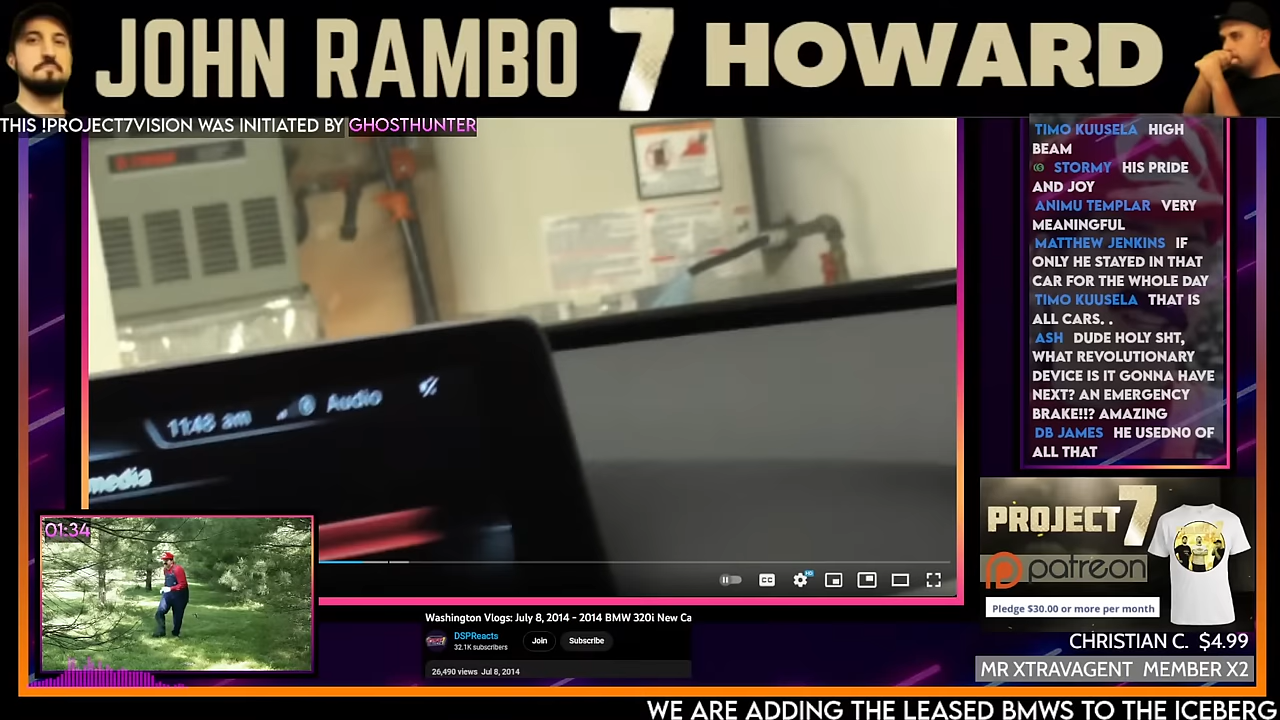 JOHN RAMBO 7 HOWARD
THIS !PROJECT7VISION WAS INITIATED BY GHOSTHUNTER
TIMO KUUSELA HIGH
BEAM
STORMY HIS PRIDE
AND JOY
ANIMU TEMPLAR VERY
MEANINGFUL
MATTHEW JENKINS IF
ONLY HE STAYED IN THAT
CAR FOR THE WHOLE DAY
TIMO KUUSELA THAT IS
ALL CARS. .
ASH DUDE HOLY SHT,
WHAT REVOLUTIONARY
DEVICE IS IT GONNA HAVE
NEXT? AN EMERGENCY
BRAKE!!? AMAZING
DB JAMES HE USEDN0 OF
ALL THAT
11:43 am Audio
media
01:34
CC
HD
Washington Vlogs: July 8, 2014 - 2014 BMW 320i New Ca
DSPReacts
32.1K subscribers
Join
Subscribe
26,490 views Jul 8, 2014
PROJECT 7
patreon
Pledge $30.00 or more per month
CHRISTIAN C. $4.99
MR XTRAVAGENT MEMBER X2
WE ARE ADDING THE LEASED BMWS TO THE ICEBERG